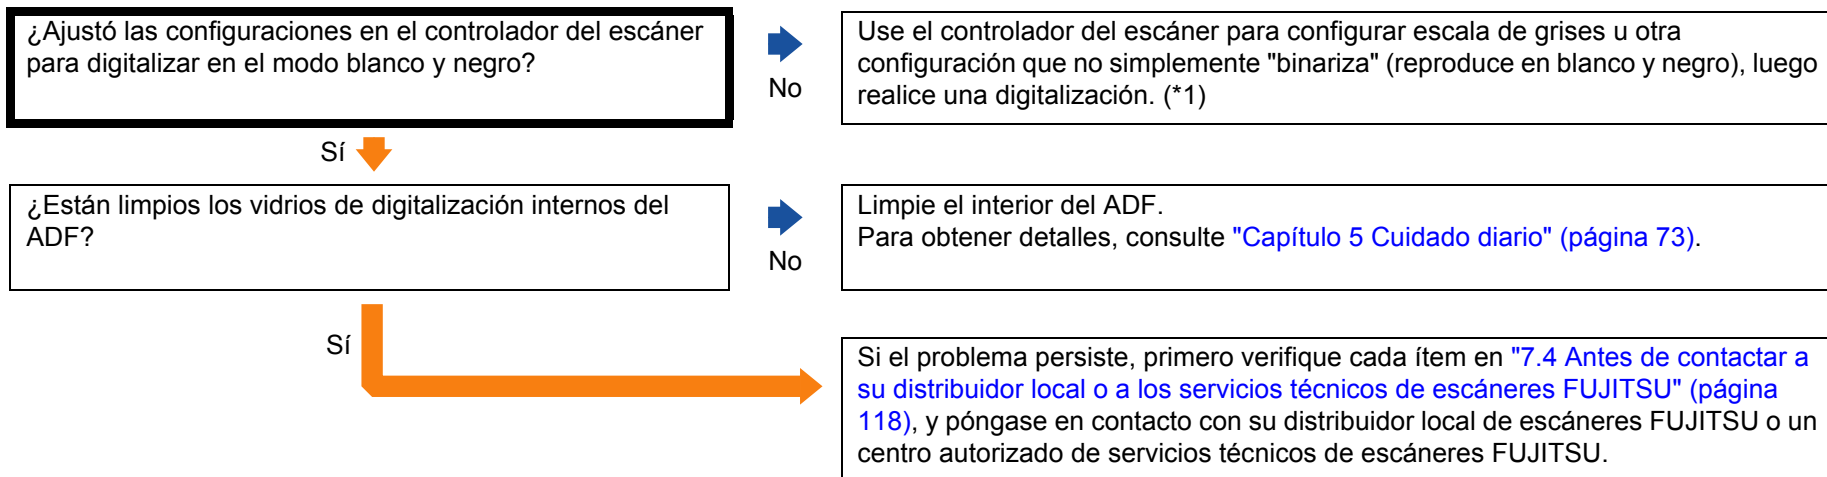 ¿Ajustó las configuraciones en el controlador del escáner
para digitalizar en el modo blanco y negro?
No
Use el controlador del escáner para configurar escala de grises u otra
configuración que no simplemente "binariza" (reproduce en blanco y negro), luego
realice una digitalización. (*1)
Sí
¿Están limpios los vidrios de digitalización internos del
ADF?
No
Limpie el interior del ADF.
Para obtener detalles, consulte "Capítulo 5 Cuidado diario" (página 73).
Sí
Si el problema persiste, primero verifique cada ítem en "7.4 Antes de contactar a
su distribuidor local o a los servicios técnicos de escáneres FUJITSU" (página
118), y póngase en contacto con su distribuidor local de escáneres FUJITSU o un
centro autorizado de servicios técnicos de escáneres FUJITSU.